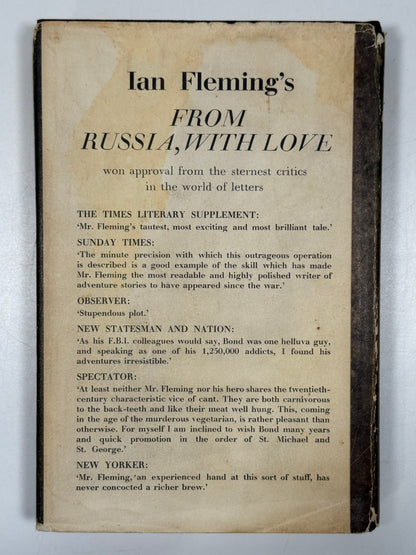 Ian Fleming's
FROM
RUSSIA, WITH LOVE
won approval from the sternest critics
in the world of letters
THE TIMES LITERARY SUPPLEMENT:
'Mr. Fleming's tautest, most exciting and most brilliant tale.'
SUNDAY TIMES:
'The minute precision with which this outrageous operation
is described is a good example of the skill which has made
Mr. Fleming the most readable and highly polished writer of
adventure stories to have appeared since the war.'
OBSERVER:
'Stupendous plot.'
NEW STATESMAN AND NATION:
'As his F.B.I. colleagues would say, Bond was one helluva guy,
and speaking as one of his 1,250,000 addicts, I found his
adventures irresistible.'
SPECTATOR:
'At least neither Mr. Fleming nor his hero shares the twentieth-
century characteristic vice of cant. They are both carnivorous
to the back-teeth and like their meat well hung. This, coming
in the age of the murderous vegetarian, is rather pleasant than
otherwise. For myself I am inclined to wish Bond many years
and quick promotion in the order of St. Michael and
St. George.'
NEW YORKER:
'Mr. Fleming, an experienced hand at this sort of stuff, has
never concocted a richer brew.'